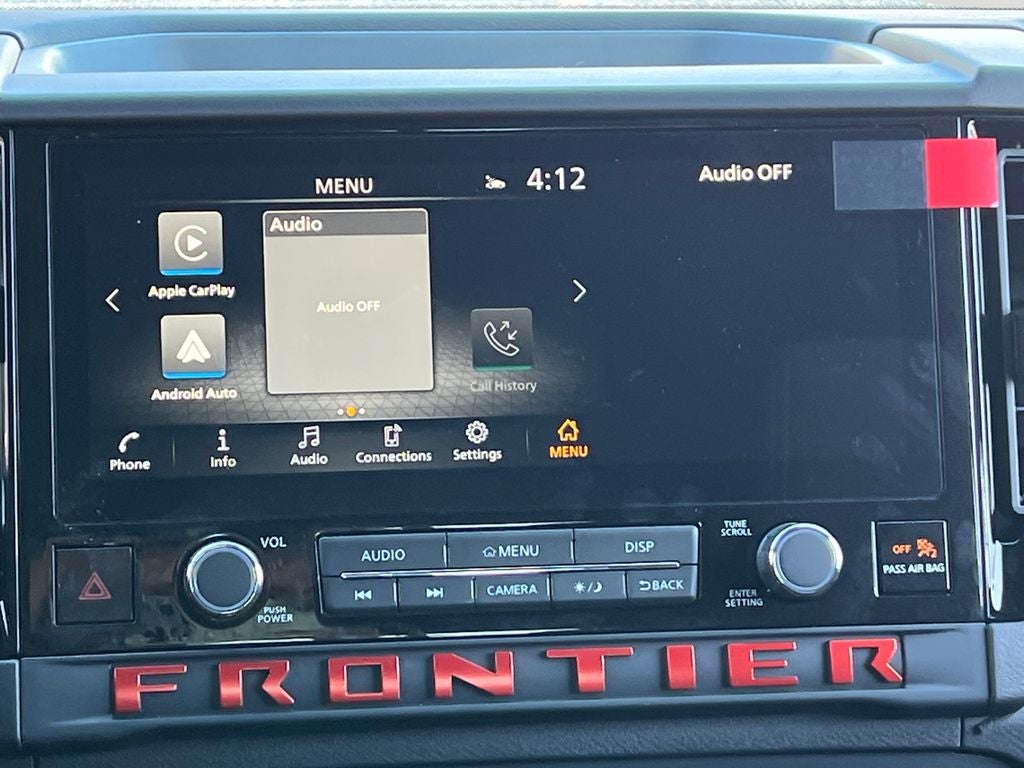 MENU
4:12
Audio OFF
Audio
Apple CarPlay
Audio OFF
Android Auto
Call History
Phone
Info
Audio
Connections
Settings
MENU
VOL
PUSH
POWER
AUDIO
MENU
DISP
CAMERA
BACK
TUNE
SCROLL
ENTER
SETTING
OFF
PASS AIR BAG
FRONTIER